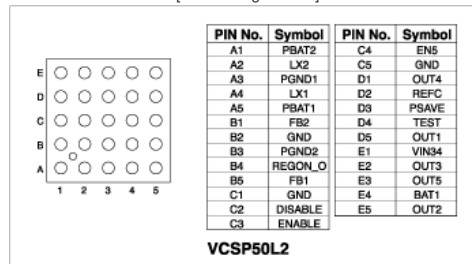 PIN No. Symbol PIN No. Symbol
A1 PBAT2 C4 EN5
A2 LX2 C5 GND
A3 PGND1 D1 OUT4
A4 LX1 D2 REFC
A5 PBAT1 D3 PSAVE
B1 FB2 D4 TEST
B2 GND D5 OUT1
B3 PGND2 E1 VIN34
B4 REGON_O E2 OUT3
B5 FB1 E3 OUT5
C1 GND E4 BAT1
C2 DISABLE E5 OUT2
C3 ENABLE
E
D
C
B
A
1 2 3 4 5
VCSP50L2